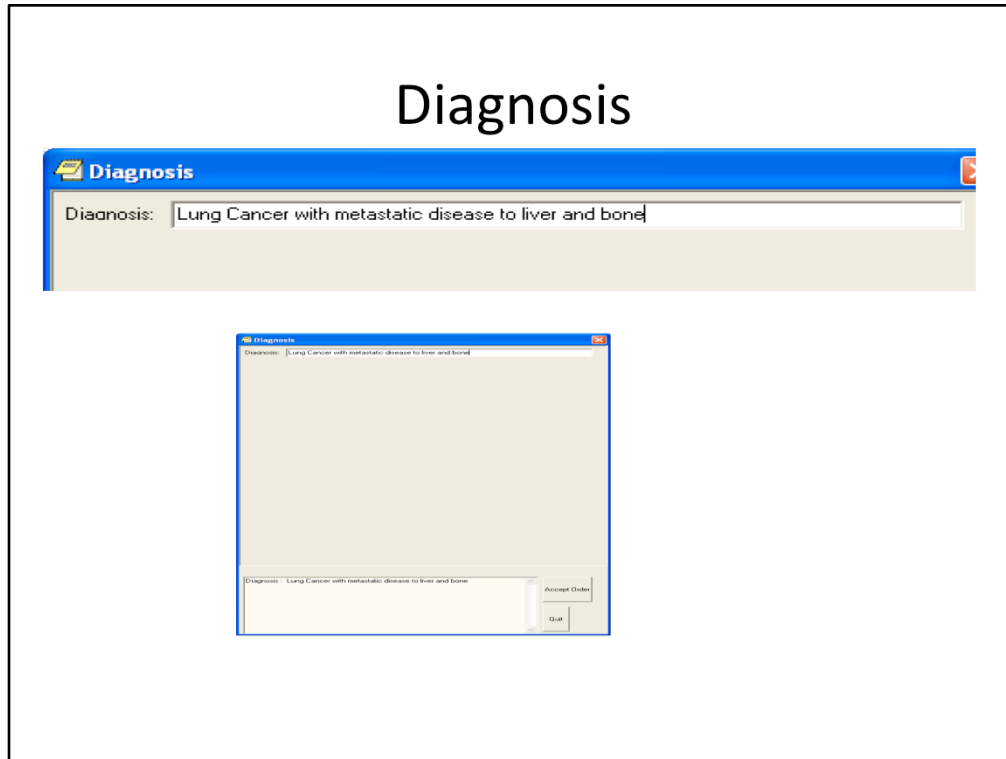 Diagnosis
Diagnosis
Diagnosis: Lung Cancer with metastatic disease to liver and bone
Diagnosis
Diagnosis: Lung Cancer with metastatic disease to liver and bone
Diagnosis : Lung Cancer with metastatic disease to liver and bone
Accept Order
Quit